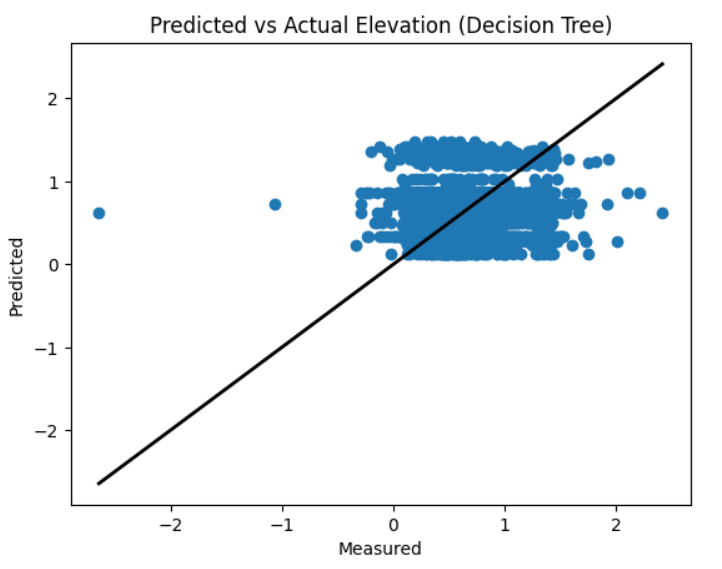 Predicted vs Actual Elevation (Decision Tree)
2
1
0
−1
−2
Predicted
−2 −1 0 1 2
Measured